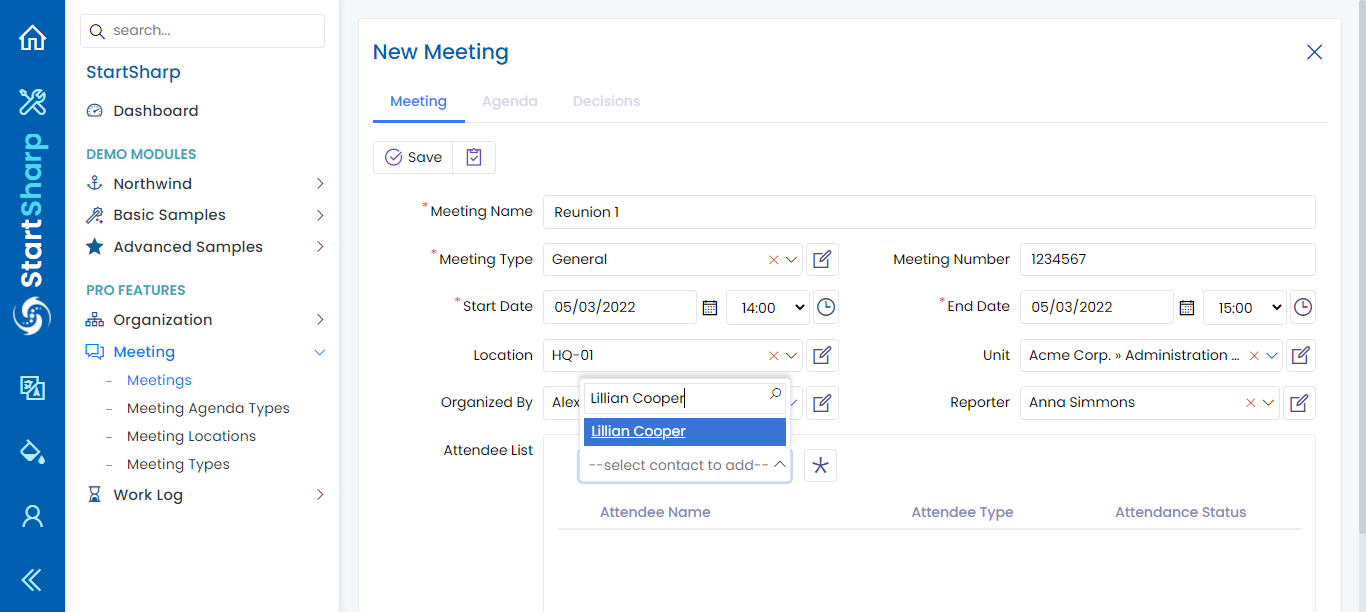 StartSharp
search...
StartSharp
Dashboard
DEMO MODULES
Northwind
Basic Samples
Advanced Samples
PRO FEATURES
Organization
Meeting
Meetings
Meeting Agenda Types
Meeting Locations
Meeting Types
Work Log
New Meeting
Meeting Agenda Decisions
Save
*Meeting Name Reunion 1
*Meeting Type General Meeting Number 1234567
*Start Date 05/03/2022 14:00 *End Date 05/03/2022 15:00
Location HQ-01 Unit Acme Corp. » Administration ...
Organized By Alex Reporter Anna Simmons
Lillian Cooper
Lillian Cooper
Attendee List
--select contact to add--
Attendee Name Attendee Type Attendance Status